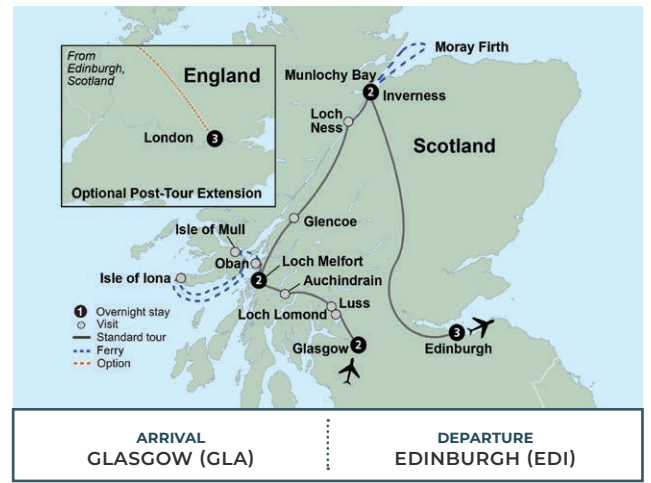 From
Edinburgh,
Scotland
England
London
3
Optional Post-Tour Extension
Moray Firth
Munlochy Bay
2
Inverness
Loch
Ness
Scotland
Glencoe
Isle of Mull
Oban
Loch Melfort
2
Isle of Iona
Auchindrain
Luss
Loch Lomond
Glasgow
2
3
Edinburgh
1 Overnight stay
Visit
Standard tour
Ferry
Option
ARRIVAL
GLASGOW (GLA)
DEPARTURE
EDINBURGH (EDI)